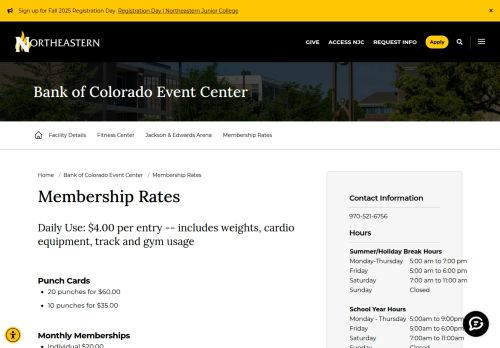 Sign up for Fall 2025 Registration Day Registration Day | Northeastern Junior College ×
NORTHEASTERN GIVE ACCESS NJC REQUEST INFO Apply
Bank of Colorado Event Center
Facility Details Fitness Center Jackson & Edwards Arena Membership Rates
Home / Bank of Colorado Event Center / Membership Rates
Membership Rates
Daily Use: $4.00 per entry -- includes weights, cardio
equipment, track and gym usage
Punch Cards
• 20 punches for $60.00
• 10 punches for $35.00
Monthly Memberships
• Individual $20.00
Contact Information
970-521-6756
Hours
Summer/Holiday Break Hours
Monday-Thursday 5:00 am to 7:00 pm
Friday 5:00 am to 6:00 pm
Saturday 7:00 am to 11:00 am
Sunday Closed
School Year Hours
Monday - Thursday 5:00am to 9:00pm
Friday 5:00am to 6:00pm
Saturday 7:00am to 11:00am
Sunday Closed